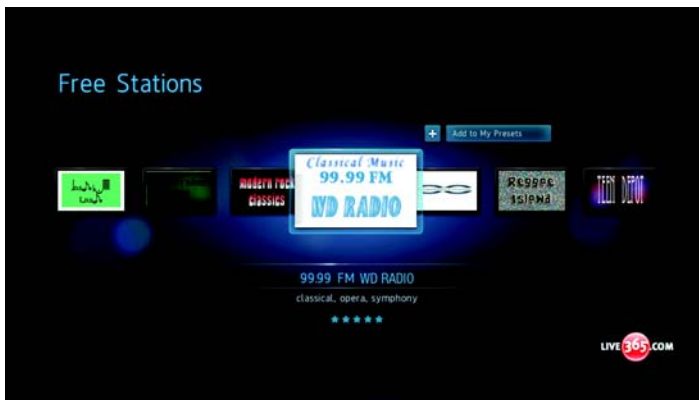 Free Stations
+ Add to My Presets
modern rock
classics
Classical Music
99.99 FM
WD RADIO
Reggae
Island
TEEN DEPOT
99.99 FM WD RADIO
classical, opera, symphony
LIVE365.COM